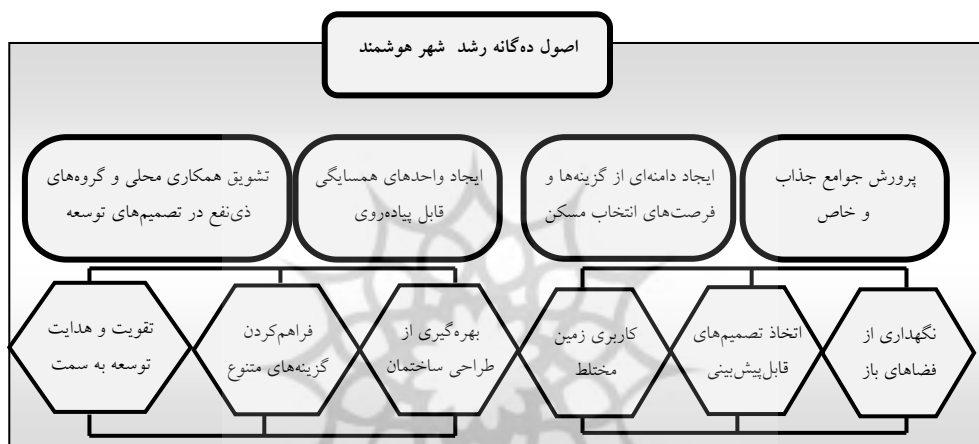 اصول ده‌گانه رشد شهر هوشمند
پرورش جوامع جذاب
و خاص
ایجاد دامنه‌ای از گزینه‌ها و
فرصت‌های انتخاب مسکن
ایجاد واحدهای همسایگی
قابل پیاده‌روی
تشویق همکاری محلی و گروه‌های
ذی‌نفع در تصمیم‌های توسعه
نگهداری از
فضاهای باز
اتخاذ تصمیم‌های
قابل‌پیش‌بینی
کاربری زمین
مختلط
بهره‌گیری از
طراحی ساختمان
فراهم‌کردن
گزینه‌های متنوع
تقویت و هدایت
توسعه به سمت